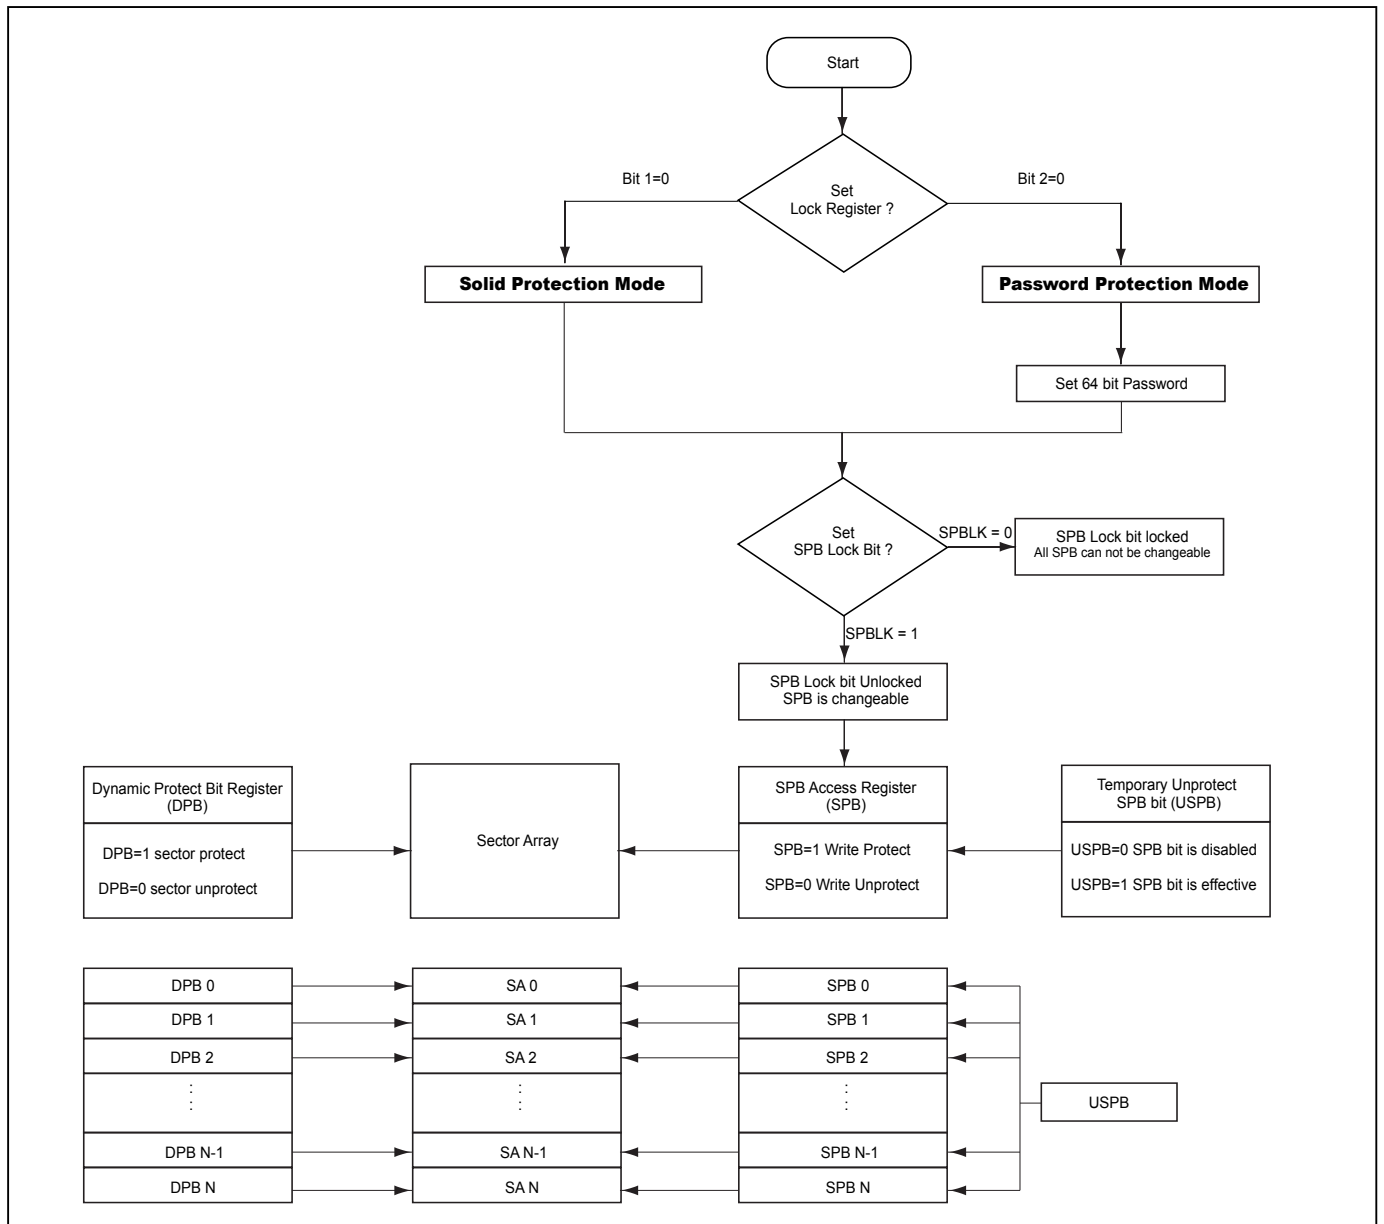 Start
Bit 1=0
Set
Lock Register ?
Bit 2=0
Solid Protection Mode
Password Protection Mode
Set 64 bit Password
Set
SPB Lock Bit ?
SPBLK = 0
SPB Lock bit locked
All SPB can not be changeable
SPBLK = 1
SPB Lock bit Unlocked
SPB is changeable
Dynamic Protect Bit Register
(DPB)
DPB=1 sector protect
DPB=0 sector unprotect
Sector Array
SPB Access Register
(SPB)
SPB=1 Write Protect
SPB=0 Write Unprotect
Temporary Unprotect
SPB bit (USPB)
USPB=0 SPB bit is disabled
USPB=1 SPB bit is effective
DPB 0
SA 0
SPB 0
DPB 1
SA 1
SPB 1
DPB 2
SA 2
SPB 2
USPB
DPB N-1
SA N-1
SPB N-1
DPB N
SA N
SPB N